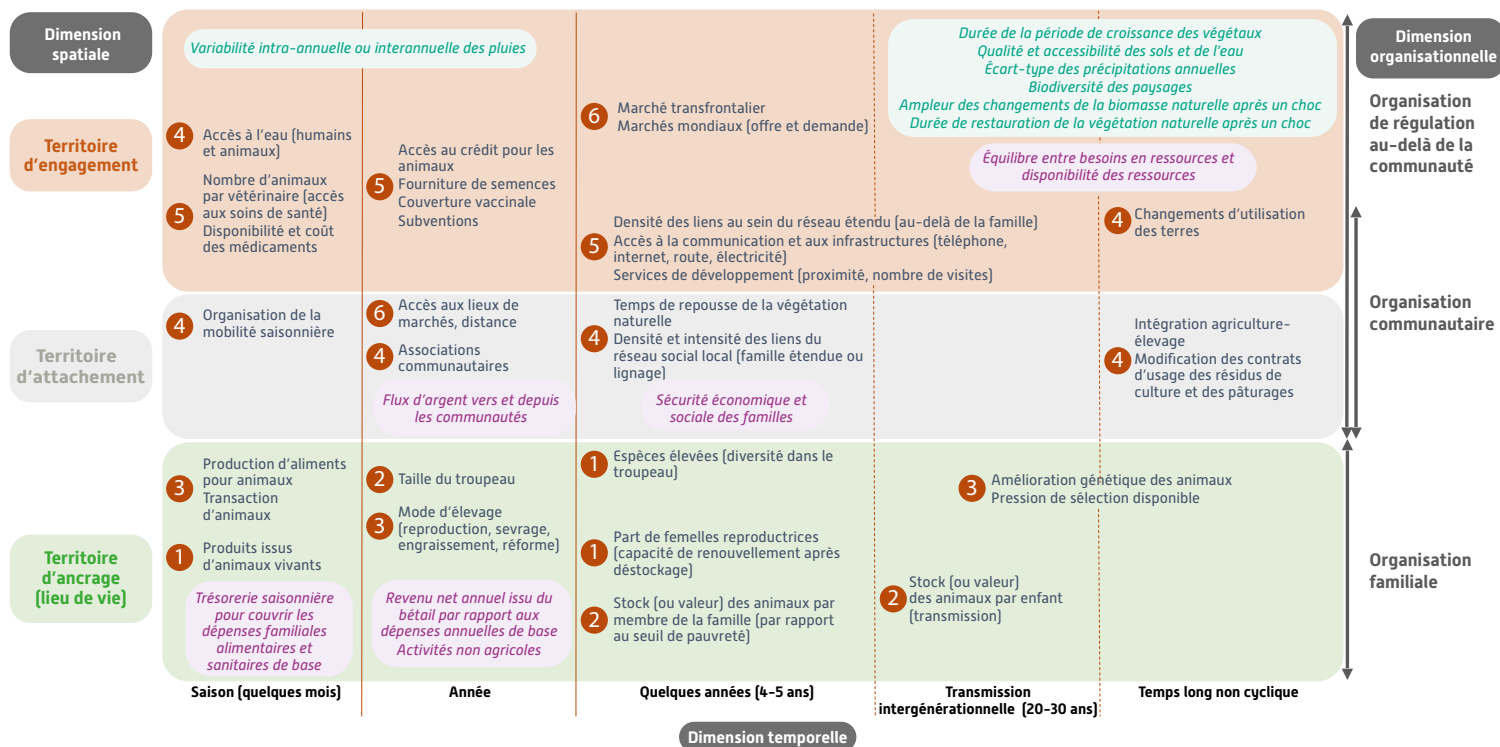 Dimension
spatiale
Variabilité intra-annuelle ou interannuelle des pluies
Durée de la période de croissance des végétaux
Qualité et accessibilité des sols et de l'eau
Écart-type des précipitations annuelles
Biodiversité des paysages
Ampleur des changements de la biomasse naturelle après un choc
Durée de restauration de la végétation naturelle après un choc
Dimension
organisationnelle
Territoire
d'engagement
4
Accès à l'eau (humains
et animaux)
5
Nombre d'animaux
par vétérinaire (accès
aux soins de santé)
Disponibilité et coût
des médicaments
5
Accès au crédit pour les
animaux
Fourniture de semences
Couverture vaccinale
Subventions
6
Marché transfrontalier
Marchés mondiaux (offre et demande)
5
Densité des liens au sein du réseau étendu (au-delà de la famille)
Accès à la communication et aux infrastructures (téléphone,
internet, route, électricité)
Services de développement (proximité, nombre de visites)
Équilibre entre besoins en ressources et
disponibilité des ressources
4
Changements d'utilisation
des terres
Organisation
de régulation
au-delà de la
communauté
Territoire
d'attachement
4
Organisation de la
mobilité saisonnière
6
Accès aux lieux de
marchés, distance
4
Associations
communautaires
Flux d'argent vers et depuis
les communautés
4
Temps de repousse de la végétation
naturelle
Densité et intensité des liens du
réseau social local (famille étendue ou
lignage)
Sécurité économique et
sociale des familles
4
Intégration agriculture-
élevage
Modification des contrats
d'usage des résidus de
culture et des pâturages
Organisation
communautaire
Territoire
d'ancrage
(lieu de vie)
3
Production d'aliments
pour animaux
Transaction
d'animaux
1
Produits issus
d'animaux vivants
Trésorerie saisonnière
pour couvrir les
dépenses familiales
alimentaires et
sanitaires de base
2
Taille du troupeau
3
Mode d'élevage
(reproduction, sevrage,
engraissement, réforme)
Revenu net annuel issu du
bétail par rapport aux
dépenses annuelles de base
Activités non agricoles
1
Espèces élevées (diversité dans le
troupeau)
1
Part de femelles reproductrices
(capacité de renouvellement après
déstockage)
2
Stock (ou valeur) des animaux par
membre de la famille (par rapport
au seuil de pauvreté)
3
Amélioration génétique des animaux
Pression de sélection disponible
2
Stock (ou valeur)
des animaux par enfant
(transmission)
Organisation
familiale
Saison (quelques mois)
Année
Quelques années (4-5 ans)
Transmission
intergénérationnelle (20-30 ans)
Temps long non cyclique
Dimension temporelle